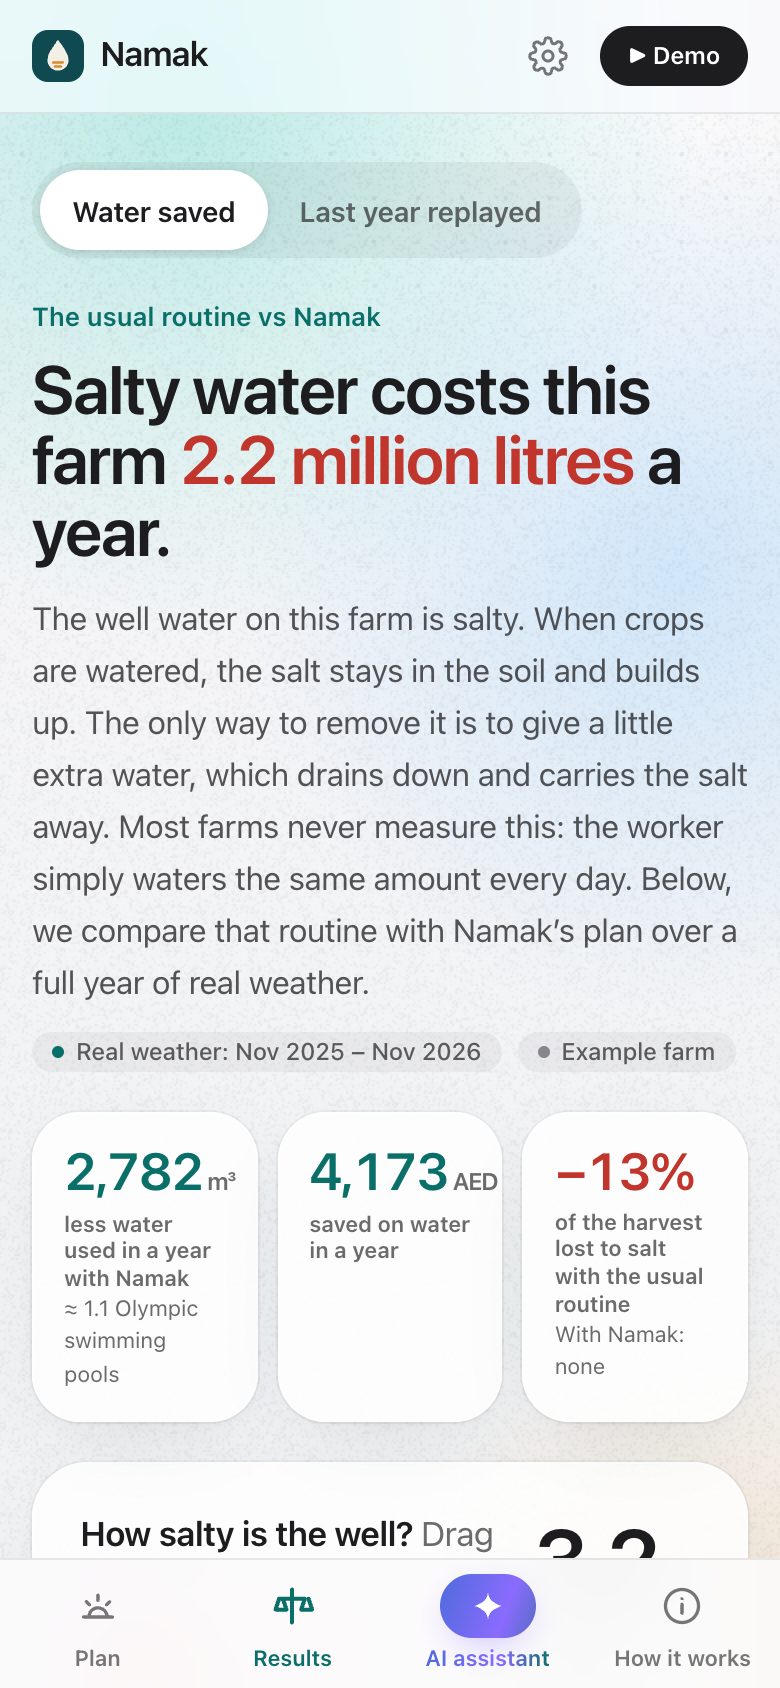 Namak
Demo
Water saved
Last year replayed
The usual routine vs Namak
Salty water costs this
farm 2.2 million litres a
year.
The well water on this farm is salty. When crops
are watered, the salt stays in the soil and builds
up. The only way to remove it is to give a little
extra water, which drains down and carries the salt
away. Most farms never measure this: the worker
simply waters the same amount every day. Below,
we compare that routine with Namak’s plan over a
full year of real weather.
Real weather: Nov 2025 – Nov 2026
Example farm
2,782 m³
less water
used in a year
with Namak
≈ 1.1 Olympic
swimming
pools
4,173 AED
saved on water
in a year
−13%
of the harvest
lost to salt
with the usual
routine
With Namak:
none
How salty is the well? Drag
Plan
Results
AI assistant
How it works